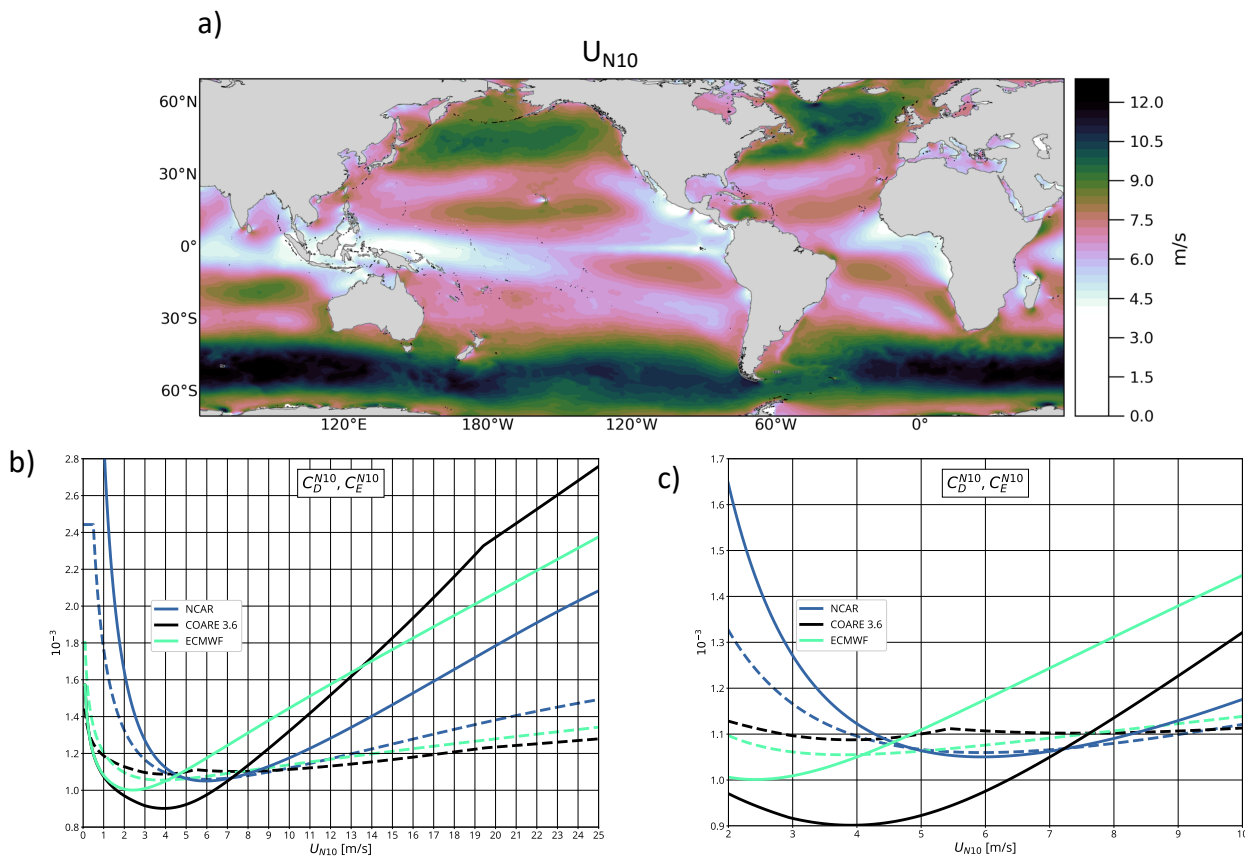 a)
U_N10
60°N
30°N
0°
30°S
60°S
120°E 180°W 120°W 60°W 0°
12.0
10.5
9.0
7.5
6.0
4.5
3.0
1.5
0.0
m/s
b)
C_D^N10, C_E^N10
2.8
2.6
2.4
2.2
2.0
1.8
1.6
1.4
1.2
1.0
0.8
10^-3
NCAR
COARE 3.6
ECMWF
0 1 2 3 4 5 6 7 8 9 10 11 12 13 14 15 16 17 18 19 20 21 22 23 24 25
U_N10 [m/s]
c)
C_D^N10, C_E^N10
1.7
1.6
1.5
1.4
1.3
1.2
1.1
1.0
0.9
10^-3
NCAR
COARE 3.6
ECMWF
2 3 4 5 6 7 8 9 10
U_N10 [m/s]